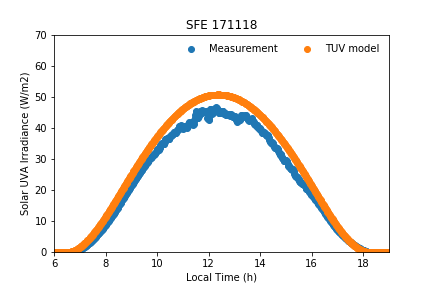 SFE 171118
Measurement TUV model
Solar UVA Irradiance (W/m2)
70
60
50
40
30
20
10
0
6 8 10 12 14 16 18
Local Time (h)